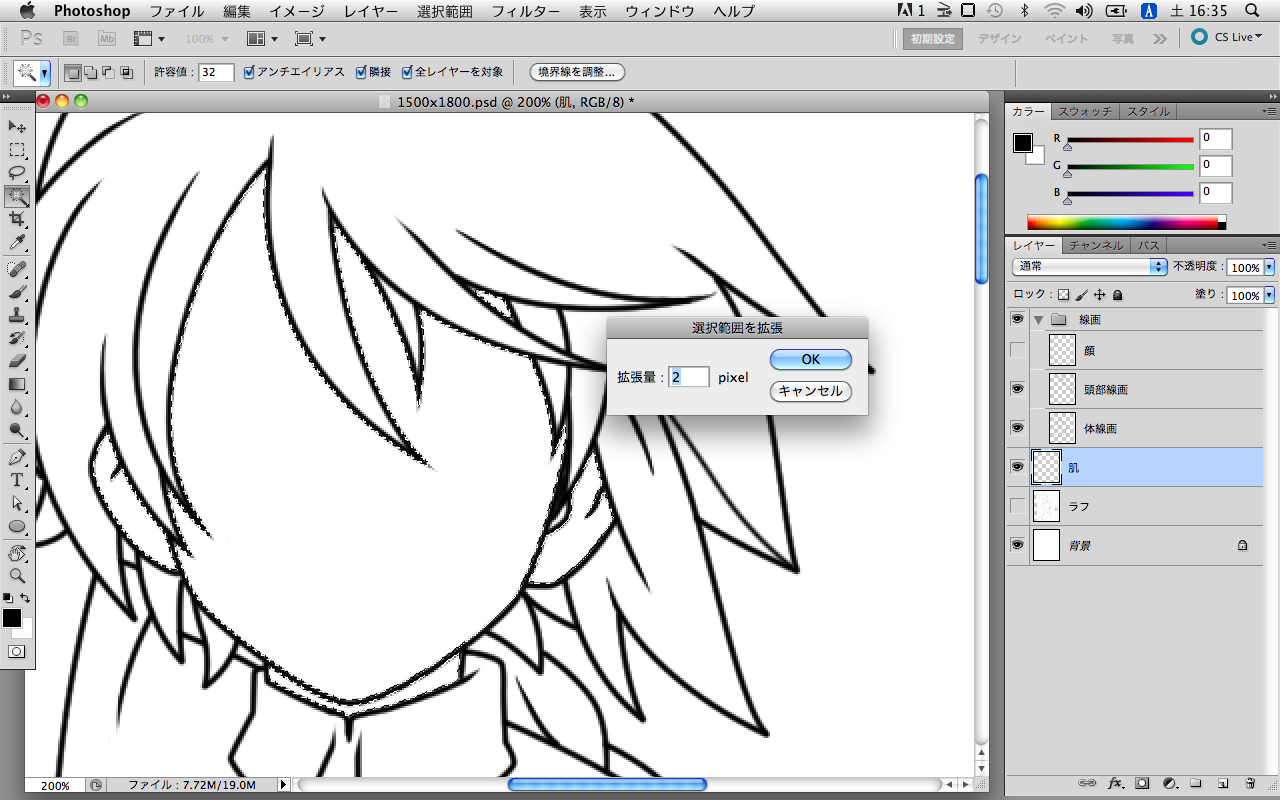 Photoshop ファイル 編集 イメージ レイヤー 選択範囲 フィルター 表示 ウィンドウ ヘルプ 1 A 土 16:35
Ps Br Mb 100% 初期設定 デザイン ペイント 写真 CS Live
許容値 : 32 アンチエイリアス 隣接 全レイヤーを対象 境界線を調整...
1500x1800.psd @ 200% (肌, RGB/8) *
カラー スウォッチ スタイル
R 0
G 0
B 0
レイヤー チャンネル パス
通常 不透明度 : 100%
ロック : 塗り : 100%
線画
顔
頭部線画
体線画
肌
ラフ
背景
選択範囲を拡張
拡張量 : 2 pixel
OK
キャンセル
T
200% ファイル : 7.72M/19.0M
fx